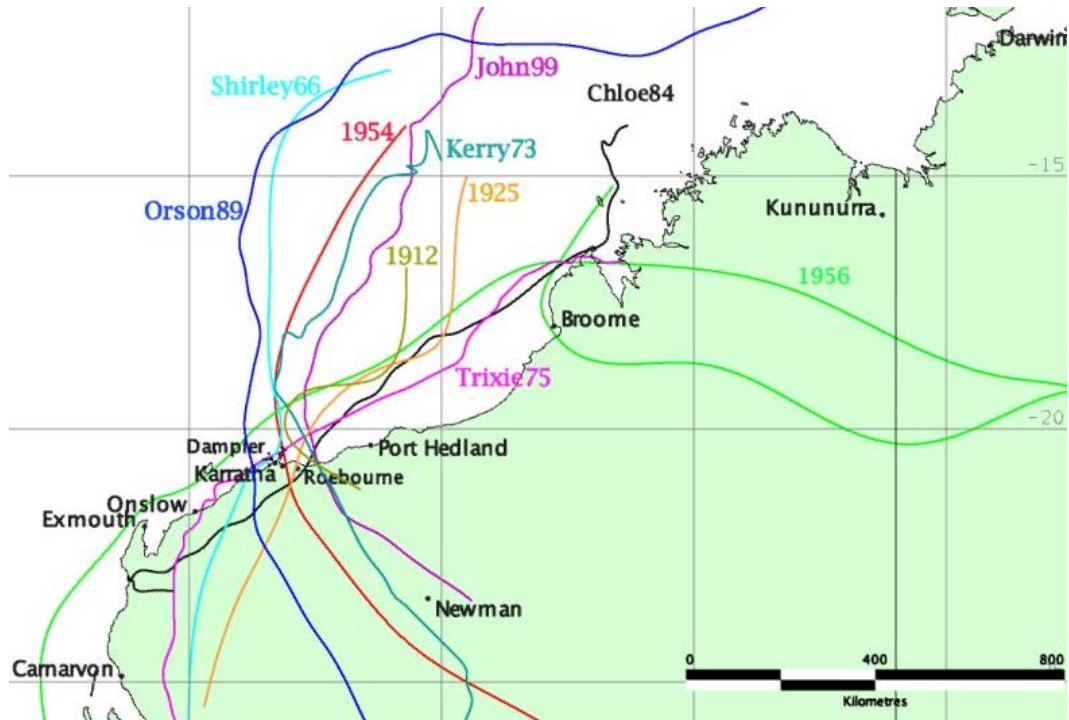 Darwin
John99
Shirley66
Chloe84
1954
Kerry73
-15
1925
Orson89
Kununurra
1912
1956
Broome
Trixie75
-20
Dampier
Port Hedland
Karratha
Roebourne
Onslow
Exmouth
Newman
Carnarvon
0 400 800
Kilometres